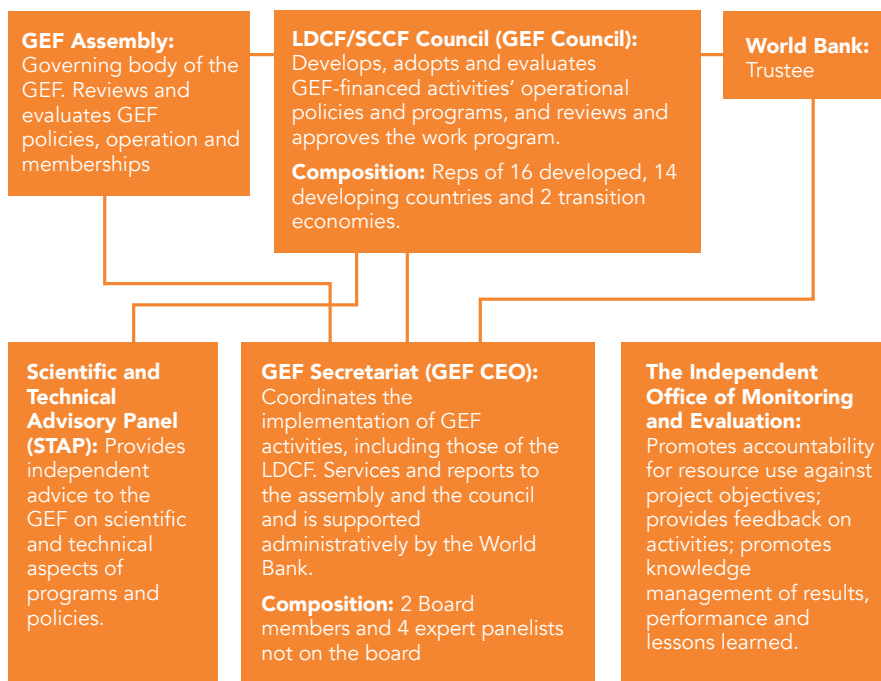 GEF Assembly:
Governing body of the
GEF. Reviews and
evaluates GEF
policies, operation and
memberships
LDCF/SCCF Council (GEF Council):
Develops, adopts and evaluates
GEF-financed activities’ operational
policies and programs, and reviews and
approves the work program.
Composition: Reps of 16 developed, 14
developing countries and 2 transition
economies.
World Bank:
Trustee
Scientific and
Technical
Advisory Panel
(STAP): Provides
independent
advice to the
GEF on scientific
and technical
aspects of
programs and
policies.
GEF Secretariat (GEF CEO):
Coordinates the
implementation of GEF
activities, including those of the
LDCF. Services and reports to
the assembly and the council
and is supported
administratively by the World
Bank.
Composition: 2 Board
members and 4 expert panelists
not on the board
The Independent
Office of Monitoring
and Evaluation:
Promotes accountability
for resource use against
project objectives;
provides feedback on
activities; promotes
knowledge
management of results,
performance and
lessons learned.